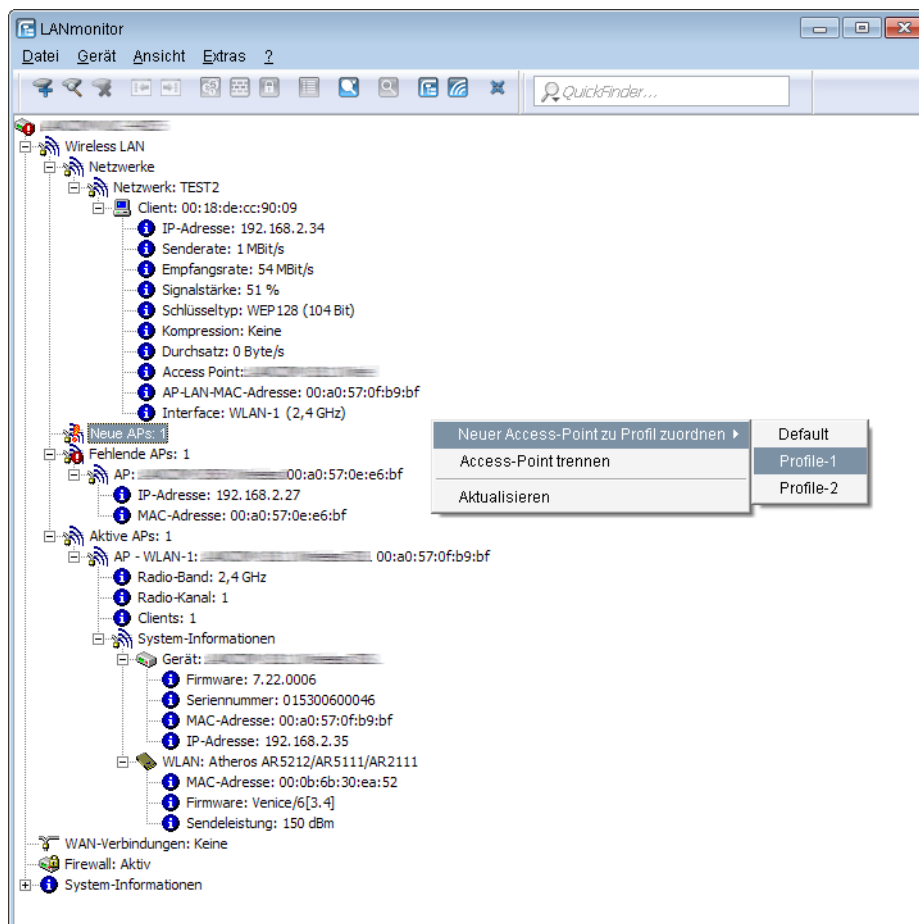 LANmonitor
Datei Gerät Ansicht Extras ?
QuickFinder...
Wireless LAN
Netzwerke
Netzwerk: TEST2
Client: 00:18:de:cc:90:09
IP-Adresse: 192.168.2.34
Senderate: 1 MBit/s
Empfangsrate: 54 MBit/s
Signalstärke: 51 %
Schlüsseltyp: WEP128 (104 Bit)
Kompression: Keine
Durchsatz: 0 Byte/s
Access Point:
AP-LAN-MAC-Adresse: 00:a0:57:0f:b9:bf
Interface: WLAN-1 (2,4 GHz)
Neue APs: 1
Neuer Access-Point zu Profil zuordnen
Default
Access-Point trennen
Profile-1
Aktualisieren
Profile-2
Fehlende APs: 1
AP: 00:a0:57:0e:e6:bf
IP-Adresse: 192.168.2.27
MAC-Adresse: 00:a0:57:0e:e6:bf
Aktive APs: 1
AP - WLAN-1: 00:a0:57:0f:b9:bf
Radio-Band: 2,4 GHz
Radio-Kanal: 1
Clients: 1
System-Informationen
Gerät:
Firmware: 7.22.0006
Seriennummer: 015300600046
MAC-Adresse: 00:a0:57:0f:b9:bf
IP-Adresse: 192.168.2.35
WLAN: Atheros AR5212/AR5111/AR2111
MAC-Adresse: 00:0b:6b:30:ea:52
Firmware: Venice/6[3.4]
Sendeleistung: 150 dBm
WAN-Verbindungen: Keine
Firewall: Aktiv
System-Informationen